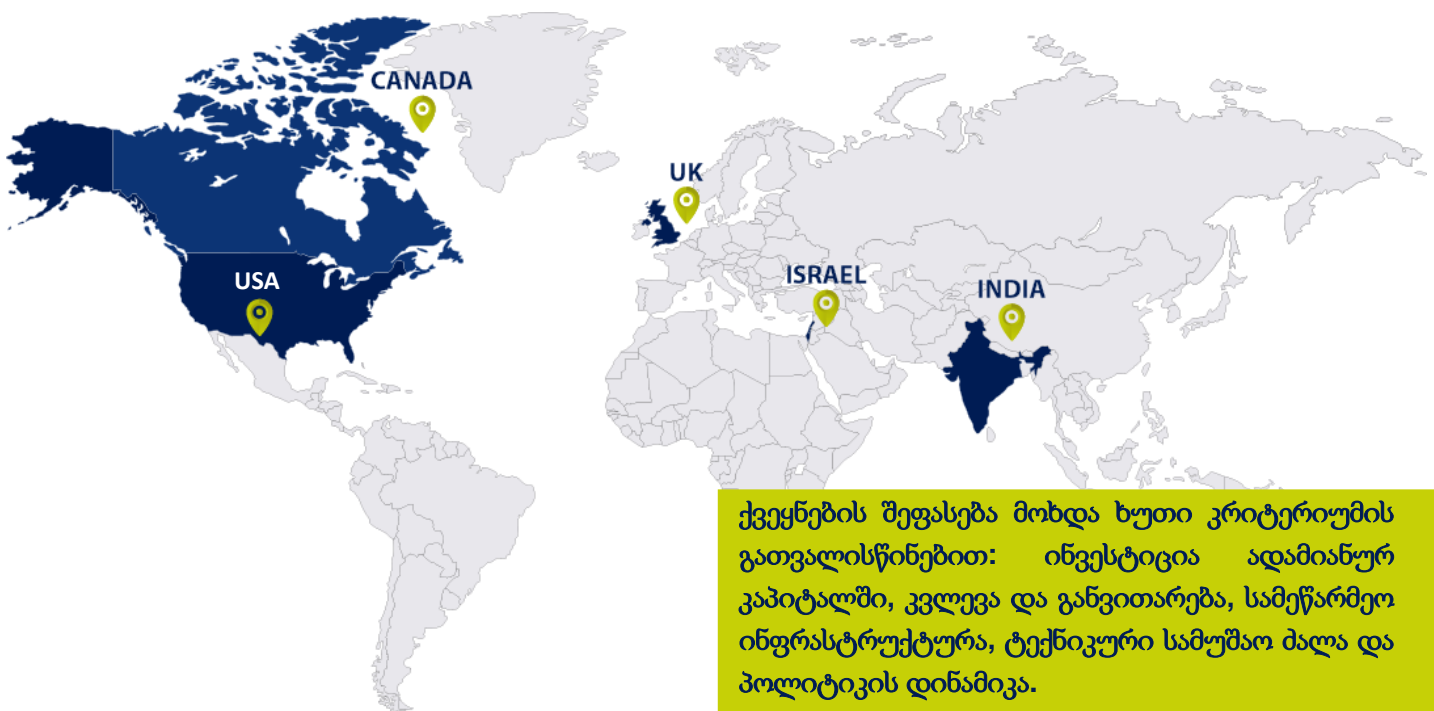 CANADA
UK
USA
ISRAEL
INDIA
ქვეყნების შეფასება მოხდა ხუთი კრიტერიუმის
გათვალისწინებით: ინვესტიცია ადამიანურ
კაპიტალში, კვლევა და განვითარება, სამეწარმეო
ინფრასტრუქტურა, ტექნიკური სამუშაო ძალა და
პოლიტიკის დინამიკა.